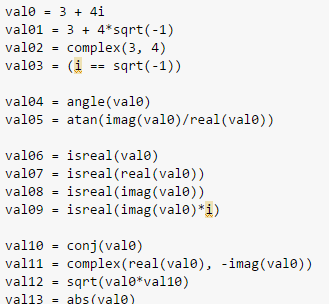 val0 = 3 + 4i
val01 = 3 + 4*sqrt(-1)
val02 = complex(3, 4)
val03 = (i == sqrt(-1))
val04 = angle(val0)
val05 = atan(imag(val0)/real(val0))
val06 = isreal(val0)
val07 = isreal(real(val0))
val08 = isreal(imag(val0))
val09 = isreal(imag(val0)*i)
val10 = conj(val0)
val11 = complex(real(val0), -imag(val0))
val12 = sqrt(val0*val10)
val13 = abs(val0)